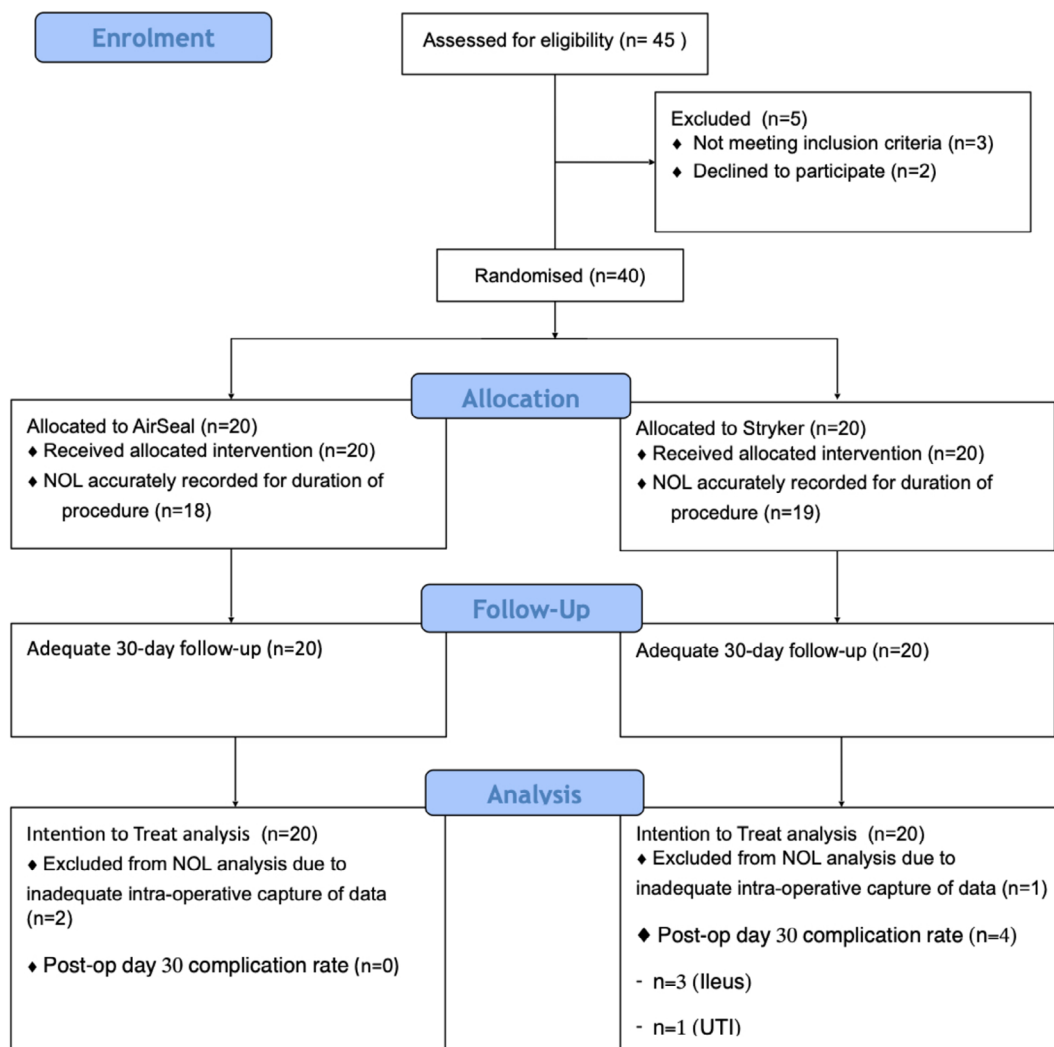 Enrolment
Assessed for eligibility (n= 45 )
Excluded (n=5)
♦ Not meeting inclusion criteria (n=3)
♦ Declined to participate (n=2)
Randomised (n=40)
Allocation
Allocated to AirSeal (n=20)
♦ Received allocated intervention (n=20)
♦ NOL accurately recorded for duration of
procedure (n=18)
Allocated to Stryker (n=20)
♦ Received allocated intervention (n=20)
♦ NOL accurately recorded for duration of
procedure (n=19)
Follow-Up
Adequate 30-day follow-up (n=20)
Adequate 30-day follow-up (n=20)
Analysis
Intention to Treat analysis (n=20)
♦ Excluded from NOL analysis due to
inadequate intra-operative capture of data
(n=2)
♦ Post-op day 30 complication rate (n=0)
Intention to Treat analysis (n=20)
♦ Excluded from NOL analysis due to
inadequate intra-operative capture of data (n=1)
♦ Post-op day 30 complication rate (n=4)
- n=3 (Ileus)
- n=1 (UTI)